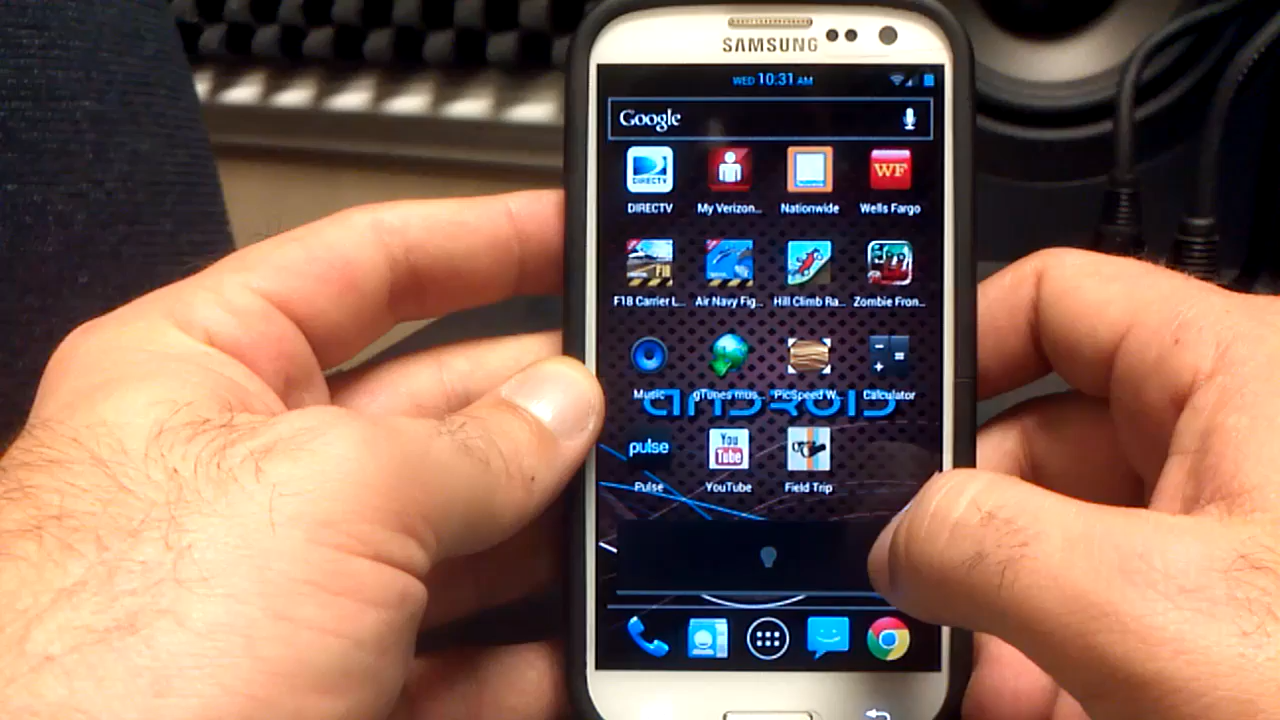 SAMSUNG
WED 10:31 AM
Google
DIRECTV
DIRECTV My Verizon... Nationwide Wells Fargo
WF
F18
F18 Carrier L... Air Navy Fig... Hill Climb Ra... Zombie Fron...
Music gTunes mus... PicSpeed W... Calculator
ANDROID
pulse
You
Tube
Pulse YouTube Field Trip